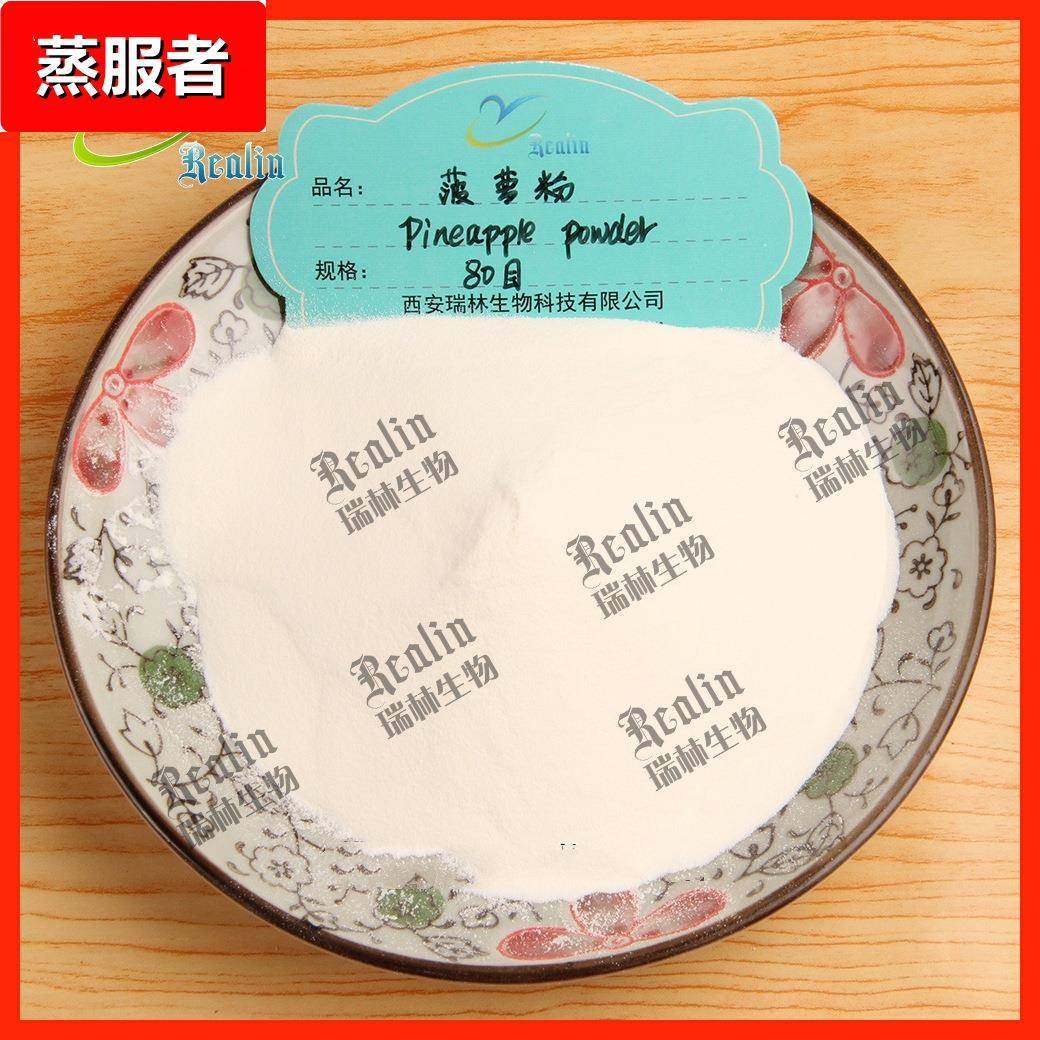 蒸服者
Realin
Realin
品名: 菠萝粉
Pineapple powder
规格: 80目
西安瑞林生物科技有限公司
Realin
瑞林生物
Realin
瑞林生物
Realin
瑞林生物
Realin
瑞林生物
Realin
瑞林生物
Realin
瑞林生物